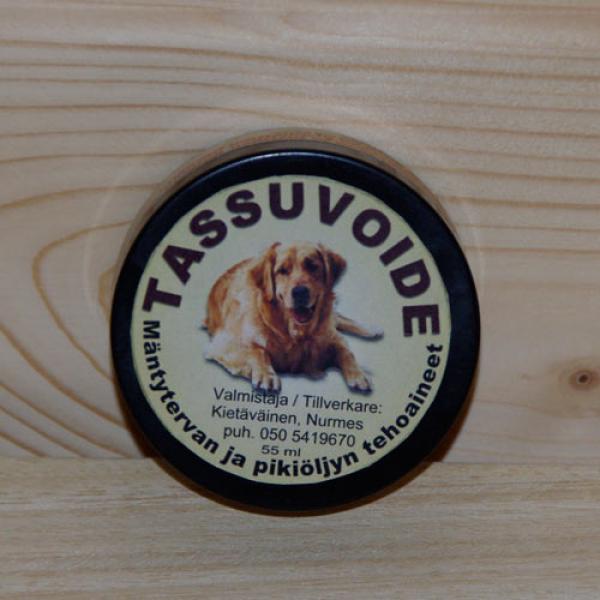 TASSUVOIDE
Valmistaja / Tillverkare:
Kietäväinen, Nurmes
puh. 050 5419670
55 ml
Mäntytervan ja pikiöljyn tehoaineet